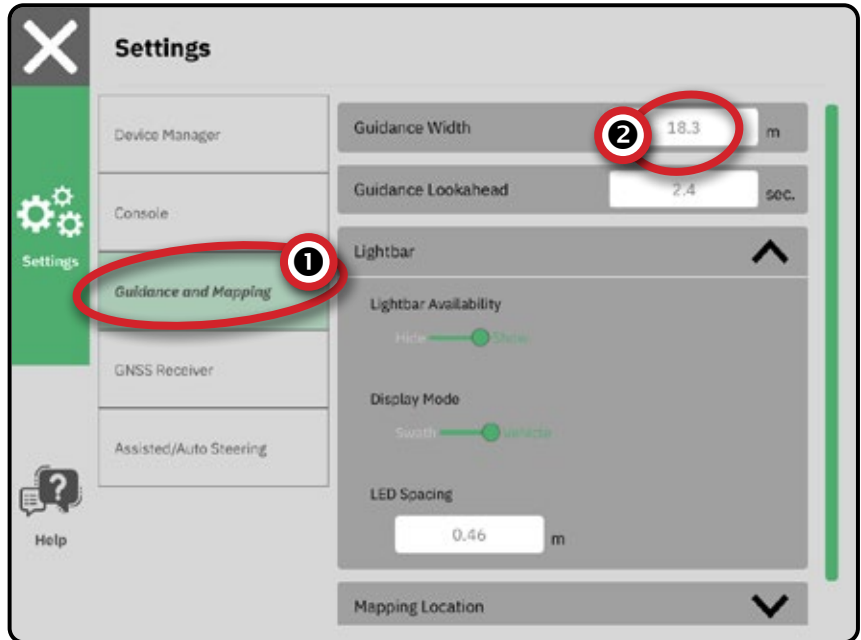 Settings
Device Manager
Console
Guidance and Mapping
GNSS Receiver
Assisted/Auto Steering
Settings
Help
Guidance Width
2
18.3
m
Guidance Lookahead
2.4
sec.
1
Lightbar
Lightbar Availability
Hide
Show
Display Mode
Swath
Vehicle
LED Spacing
0.46
m
Mapping Location